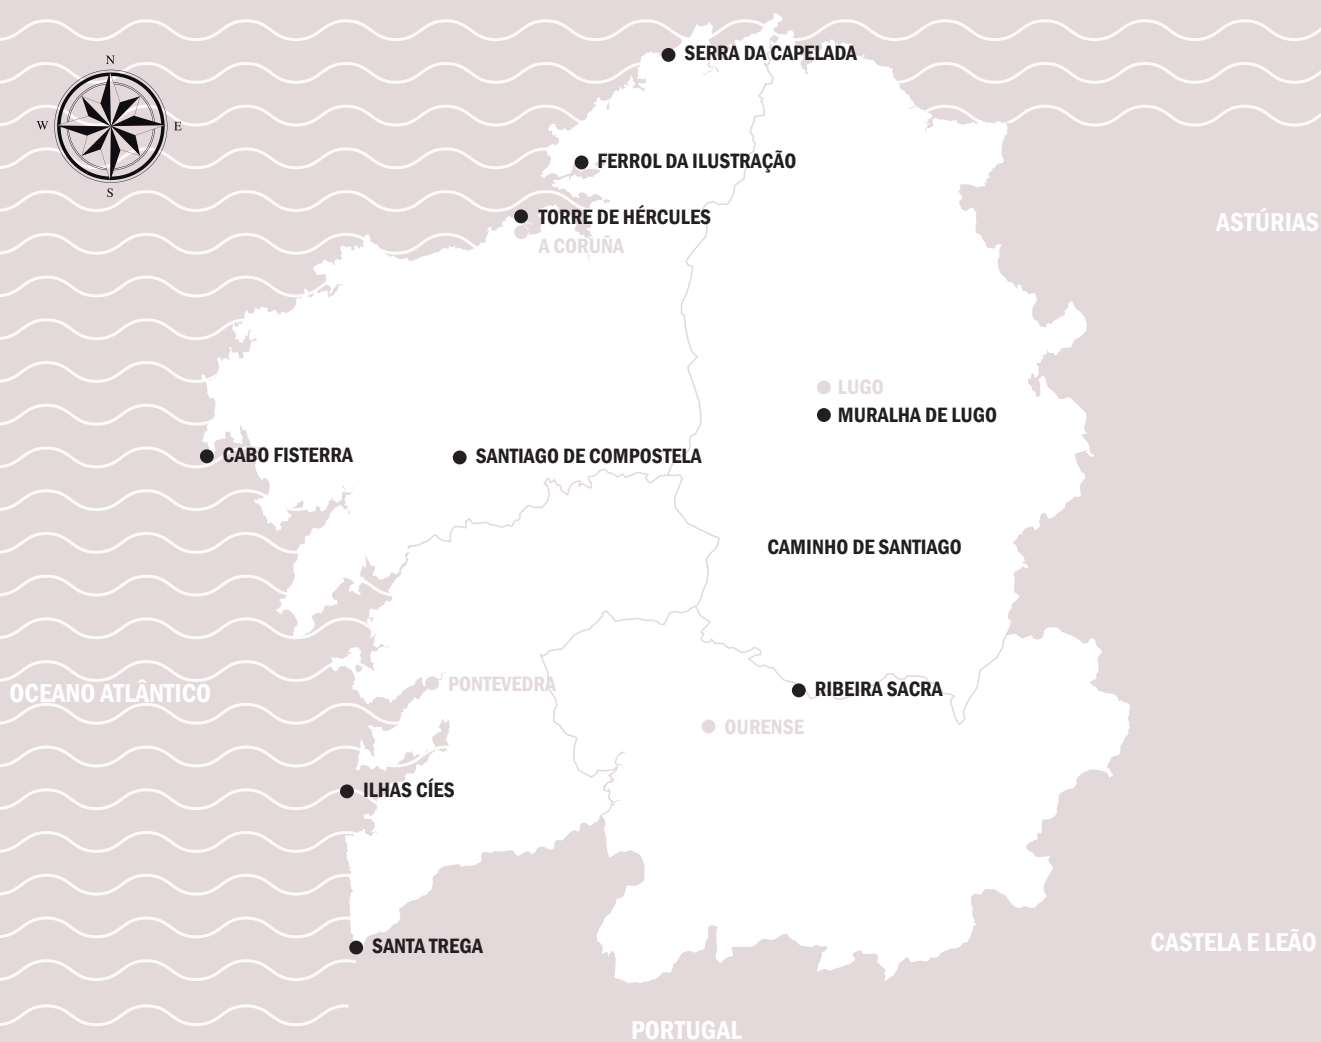 SERRA DA CAPELADA
N
W
E
S
FERROL DA ILUSTRAÇÃO
TORRE DE HÉRCULES
ASTÚRIAS
A CORUÑA
LUGO
MURALHA DE LUGO
CABO FISTERRA
SANTIAGO DE COMPOSTELA
CAMINHO DE SANTIAGO
PONTEVEDRA
RIBEIRA SACRA
OCEANO ATLÂNTICO
OURENSE
ILHAS CÍES
SANTA TREGA
CASTELA E LEÃO
PORTUGAL